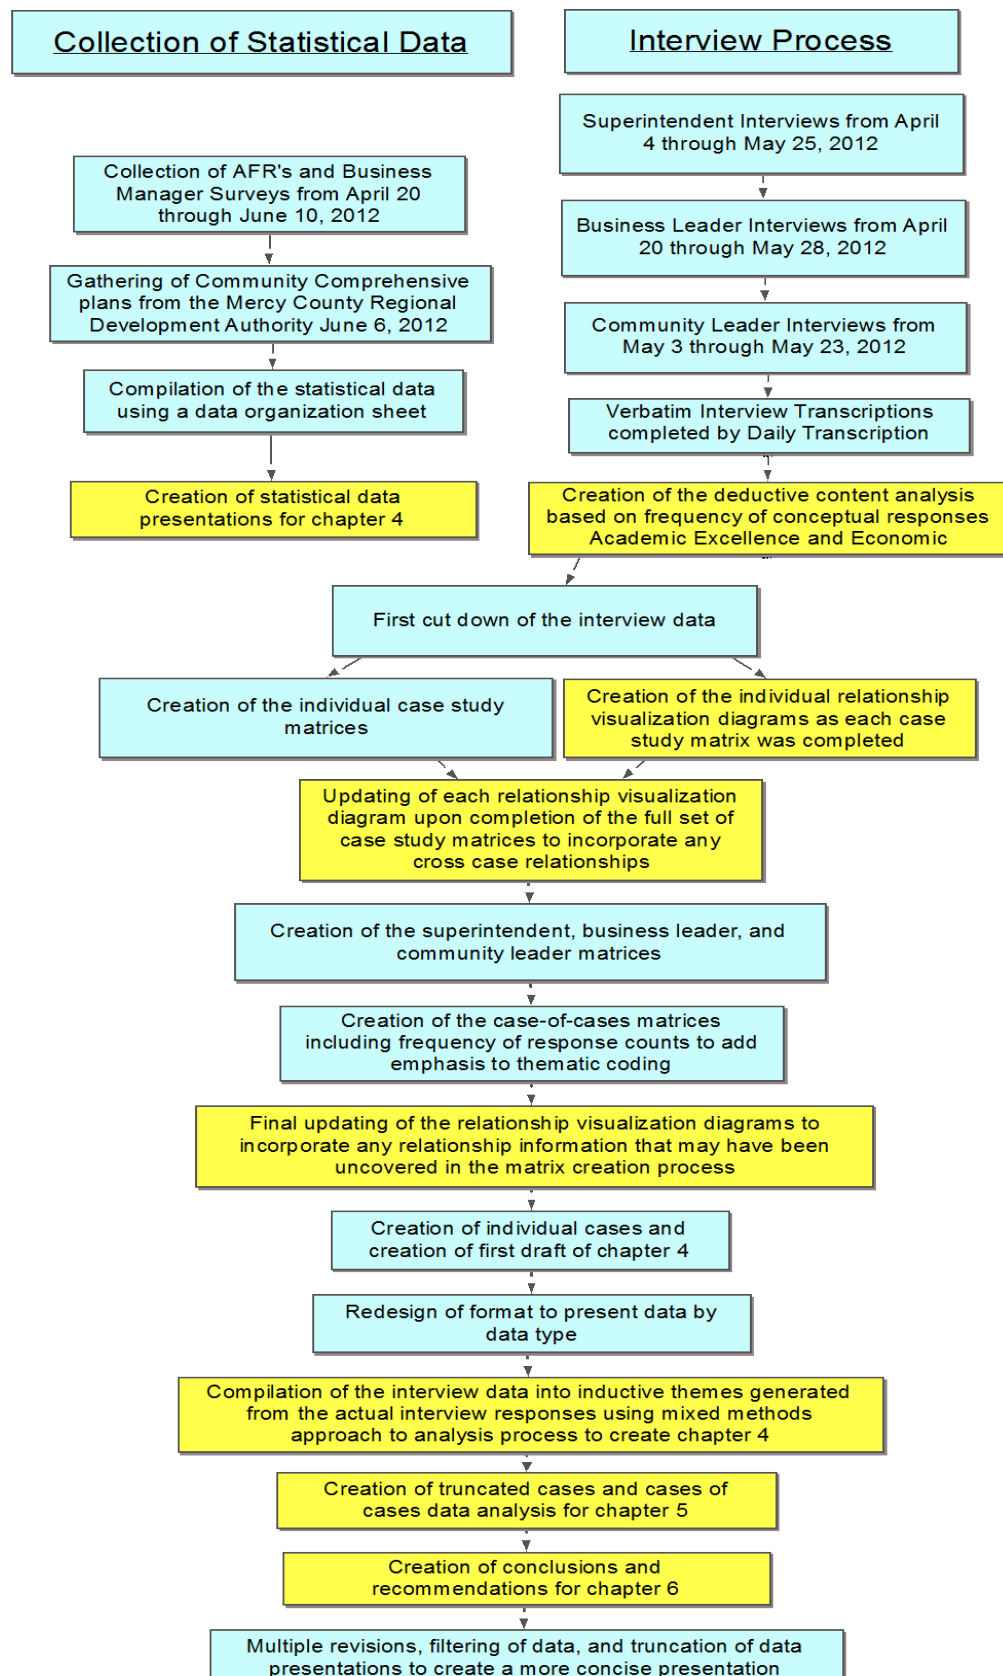 Collection of Statistical Data
Collection of AFR's and Business
Manager Surveys from April 20
through June 10, 2012
Gathering of Community Comprehensive
plans from the Mercy County Regional
Development Authority June 6, 2012
Compilation of the statistical data
using a data organization sheet
Creation of statistical data
presentations for chapter 4
Interview Process
Superintendent Interviews from April
4 through May 25, 2012
Business Leader Interviews from April
20 through May 28, 2012
Community Leader Interviews from
May 3 through May 23, 2012
Verbatim Interview Transcriptions
completed by Daily Transcription
Creation of the deductive content analysis
based on frequency of conceptual responses
Academic Excellence and Economic
First cut down of the interview data
Creation of the individual case study
matrices
Creation of the individual relationship
visualization diagrams as each case
study matrix was completed
Updating of each relationship visualization
diagram upon completion of the full set of
case study matrices to incorporate any
cross case relationships
Creation of the superintendent, business leader, and
community leader matrices
Creation of the case-of-cases matrices
including frequency of response counts to add
emphasis to thematic coding
Final updating of the relationship visualization diagrams to
incorporate any relationship information that may have been
uncovered in the matrix creation process
Creation of individual cases and
creation of first draft of chapter 4
Redesign of format to present data by
data type
Compilation of the interview data into inductive themes generated
from the actual interview responses using mixed methods
approach to analysis process to create chapter 4
Creation of truncated cases and cases of
cases data analysis for chapter 5
Creation of conclusions and
recommendations for chapter 6
Multiple revisions, filtering of data, and truncation of data
presentations to create a more concise presentation